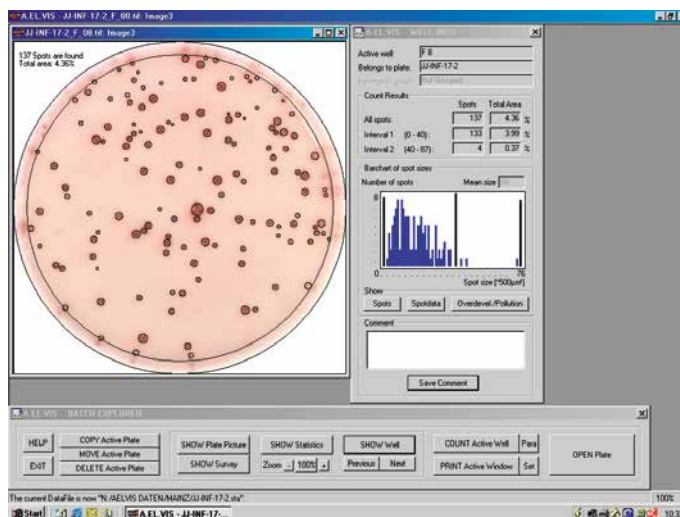 A.EL.VIS - JJ-INF-17-2_F_08.tif: Image3
JJ-INF-17-2_F_08.tif: Image3
137 Spots are found
Total area: 4.36%
A.EL.VIS - WELL INFO
Active well: F 8
Belongs to plate: JJ-INF-17-2
Not Grouped
Count Results
Spots Total Area
All spots: 137 4.36 %
Interval 1 (0 - 40) : 133 3.99 %
Interval 2 (40 - 87) : 4 0.37 %
Barchart of spot sizes
Number of spots Mean size
8
0 76
Spot size [*500µm²]
Show
Spots Spotdata Overdevel./Pollution
Comment
Save Comment
A.EL.VIS - BATCH EXPLORER
HELP COPY Active Plate SHOW Plate Picture SHOW Statistics SHOW Well COUNT Active Well Para OPEN Plate
MOVE Active Plate
EXIT DELETE Active Plate SHOW Survey Zoom - 100% + Previous Next PRINT Active Window Set
The current DataFile is now "N:/AELVIS DATEN/MAINZ/JJ-INF-17-2.sta" 100%
Start A.EL.VIS - JJ-INF-17-... 10:3